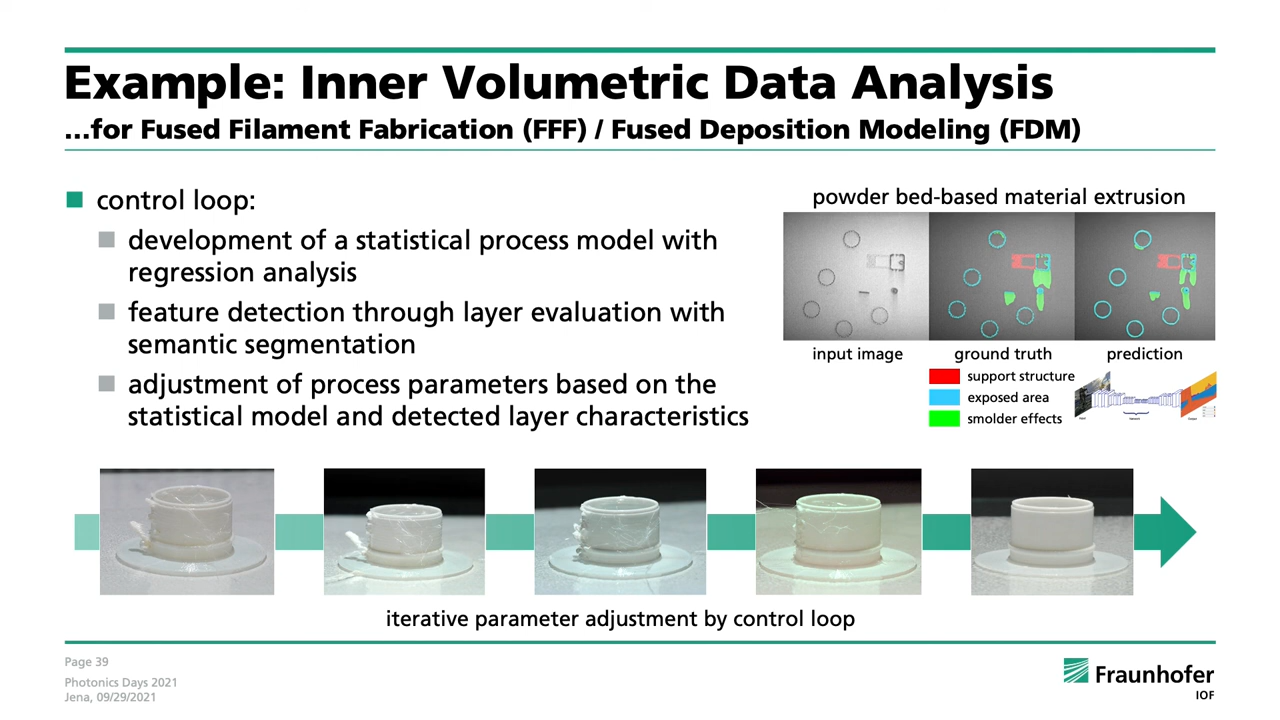 Example: Inner Volumetric Data Analysis
...for Fused Filament Fabrication (FFF) / Fused Deposition Modeling (FDM)
control loop:
development of a statistical process model with
regression analysis
feature detection through layer evaluation with
semantic segmentation
adjustment of process parameters based on the
statistical model and detected layer characteristics
powder bed-based material extrusion
input image
ground truth
prediction
support structure
exposed area
smolder effects
iterative parameter adjustment by control loop
Page 39
Photonics Days 2021
Jena, 09/29/2021
Fraunhofer
IOF